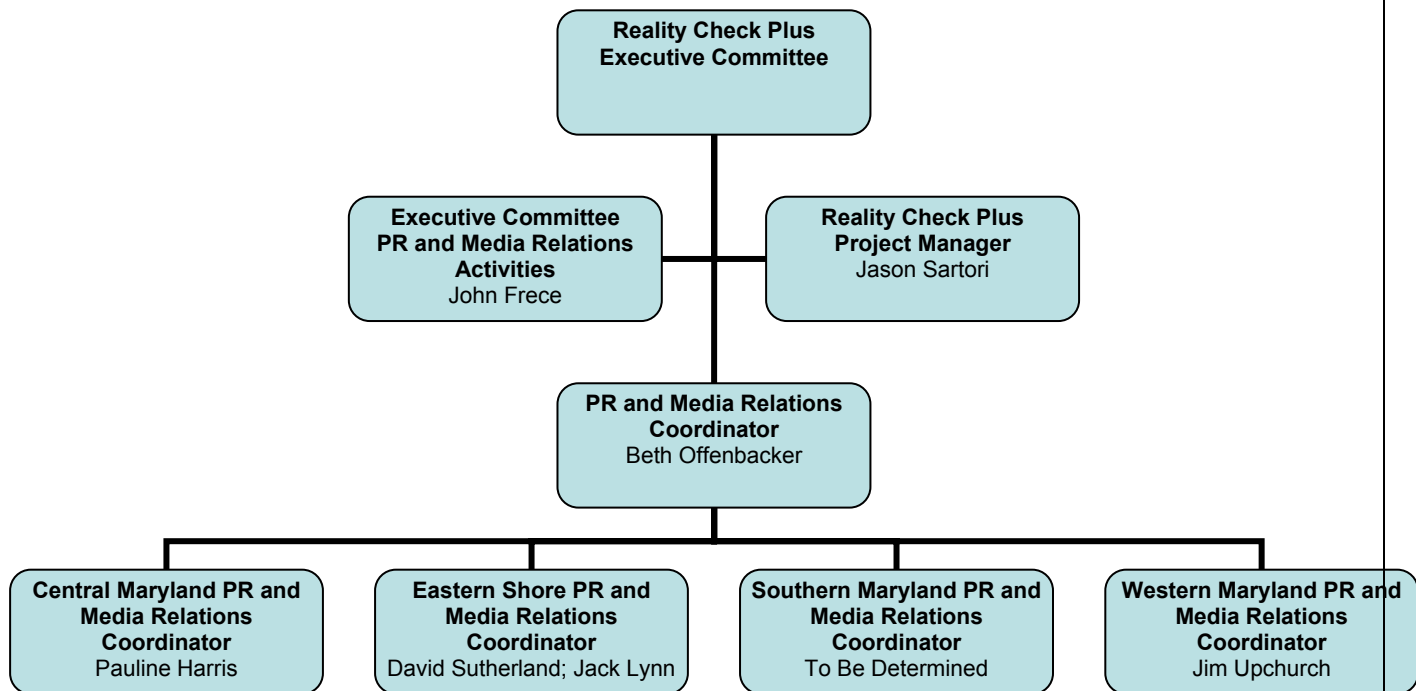 Reality Check Plus
Executive Committee
Executive Committee
PR and Media Relations
Activities
John Frece
Reality Check Plus
Project Manager
Jason Sartori
PR and Media Relations
Coordinator
Beth Offenbacker
Central Maryland PR and
Media Relations
Coordinator
Pauline Harris
Eastern Shore PR and
Media Relations
Coordinator
David Sutherland; Jack Lynn
Southern Maryland PR and
Media Relations
Coordinator
To Be Determined
Western Maryland PR and
Media Relations
Coordinator
Jim Upchurch